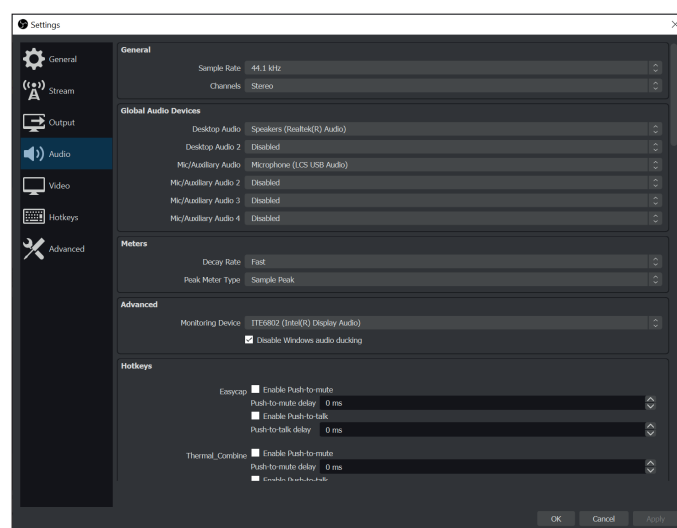 Settings
General
Stream
Output
Audio
Video
Hotkeys
Advanced
General
Sample Rate 44.1 kHz
Channels Stereo
Global Audio Devices
Desktop Audio Speakers (Realtek(R) Audio)
Desktop Audio 2 Disabled
Mic/Auxiliary Audio Microphone (LCS USB Audio)
Mic/Auxiliary Audio 2 Disabled
Mic/Auxiliary Audio 3 Disabled
Mic/Auxiliary Audio 4 Disabled
Meters
Decay Rate Fast
Peak Meter Type Sample Peak
Advanced
Monitoring Device ITE6802 (Intel(R) Display Audio)
Disable Windows audio ducking
Hotkeys
Easycap Enable Push-to-mute
Push-to-mute delay 0 ms
Enable Push-to-talk
Push-to-talk delay 0 ms
Thermal_Combine Enable Push-to-mute
Push-to-mute delay 0 ms
Enable Push-to-talk
OK Cancel Apply